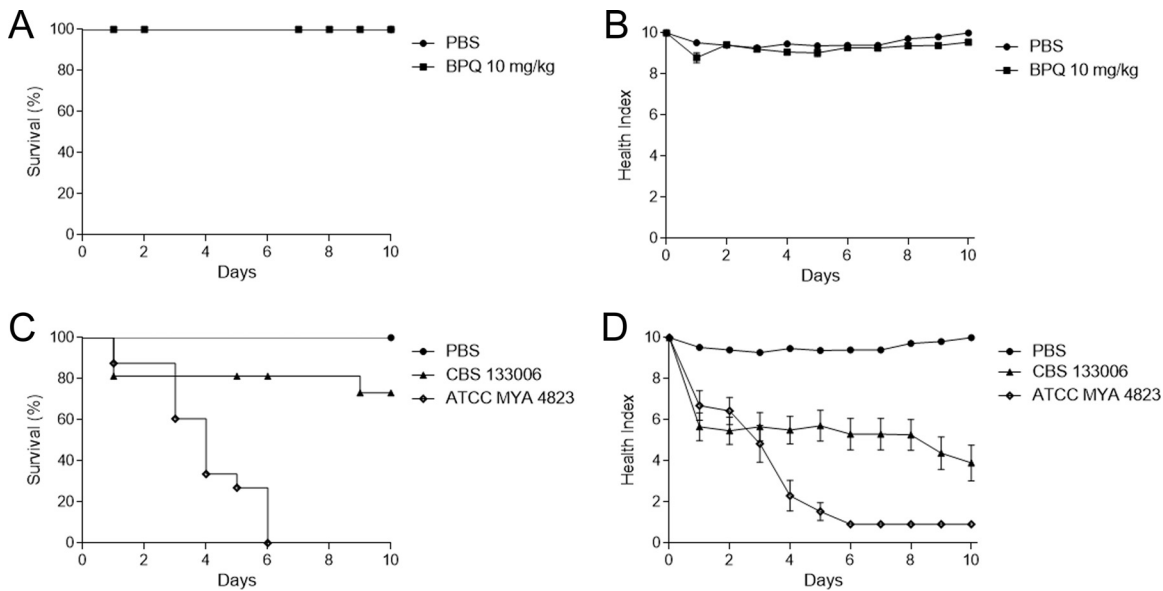 A
Survival (%)
100
80
60
40
20
0
0 2 4 6 8 10
Days
PBS
BPQ 10 mg/kg
B
Health Index
10
8
6
4
2
0
0 2 4 6 8 10
Days
PBS
BPQ 10 mg/kg
C
Survival (%)
100
80
60
40
20
0
0 2 4 6 8 10
Days
PBS
CBS 133006
ATCC MYA 4823
D
Health Index
10
8
6
4
2
0
0 2 4 6 8 10
Days
PBS
CBS 133006
ATCC MYA 4823